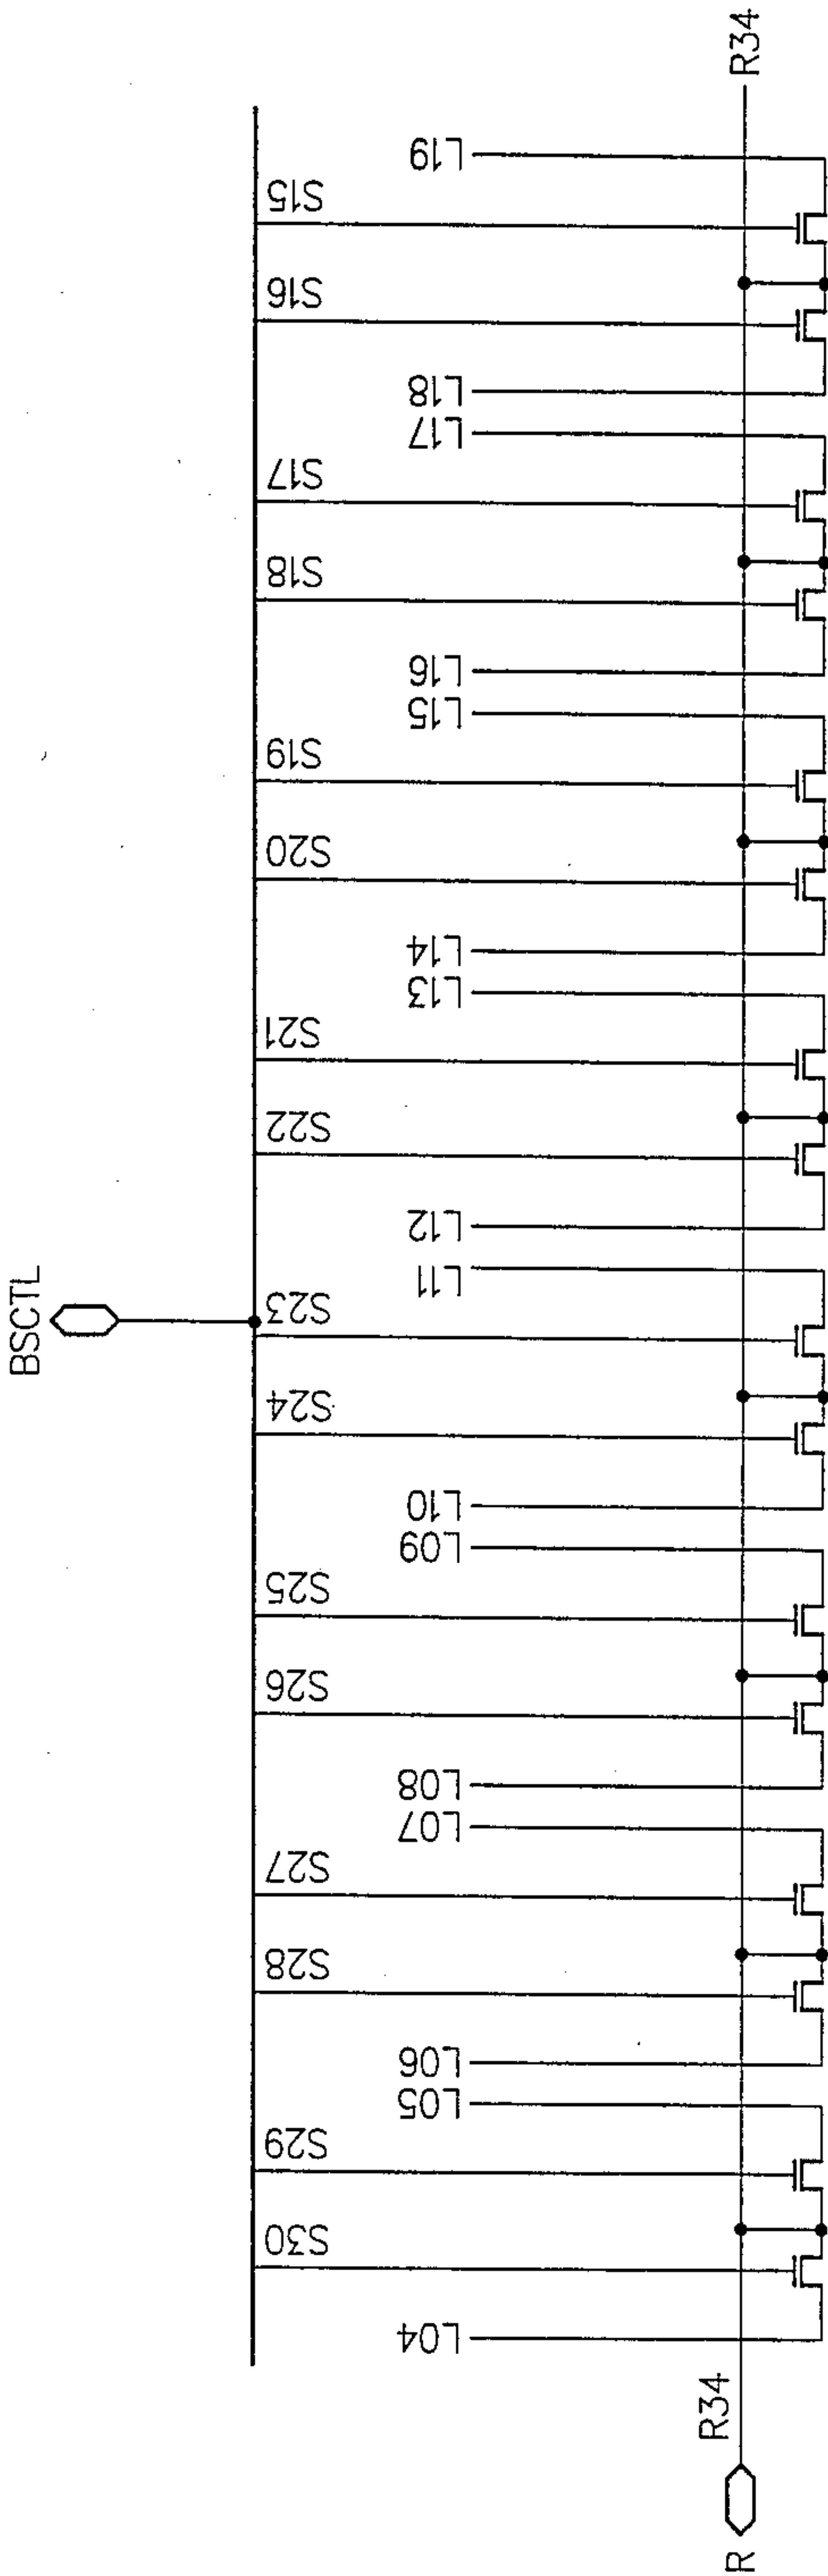 R34
L19
S15
S16
L18
L17
S17
S18
L16
L15
S19
S20
L14
L13
S21
S22
L12
L11
BSCTL
S23
S24
L10
L09
S25
S26
L08
L07
S27
S28
L06
L05
S29
S30
L04
R34
R